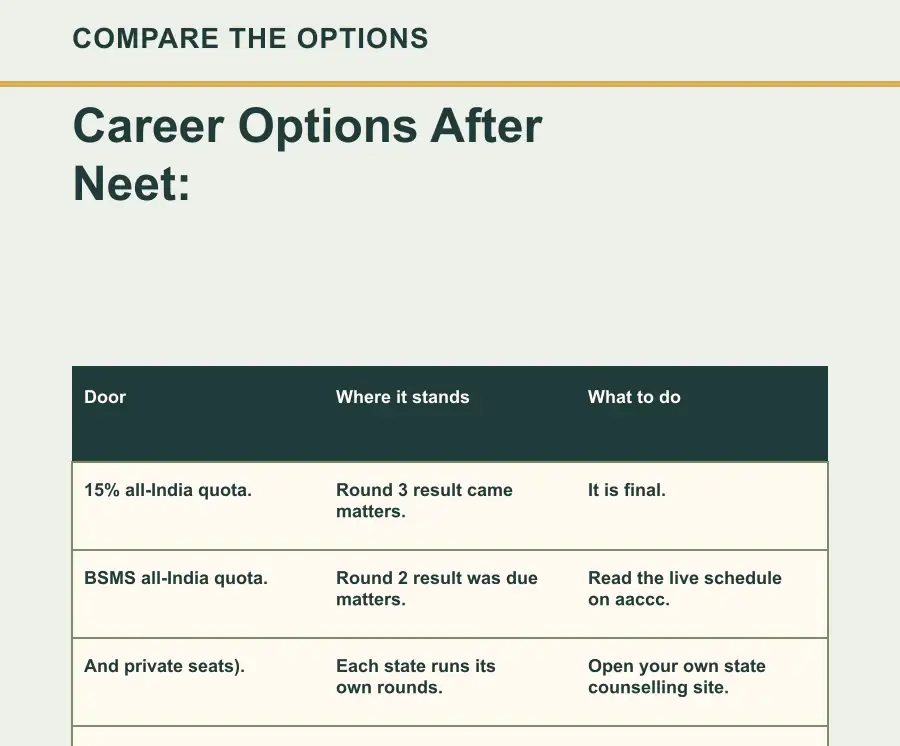 COMPARE THE OPTIONS
Career Options After
Neet:
Door
Where it stands
What to do
15% all-India quota.
Round 3 result came
matters.
It is final.
BSMS all-India quota.
Round 2 result was due
matters.
Read the live schedule
on aaccc.
And private seats).
Each state runs its
own rounds.
Open your own state
counselling site.